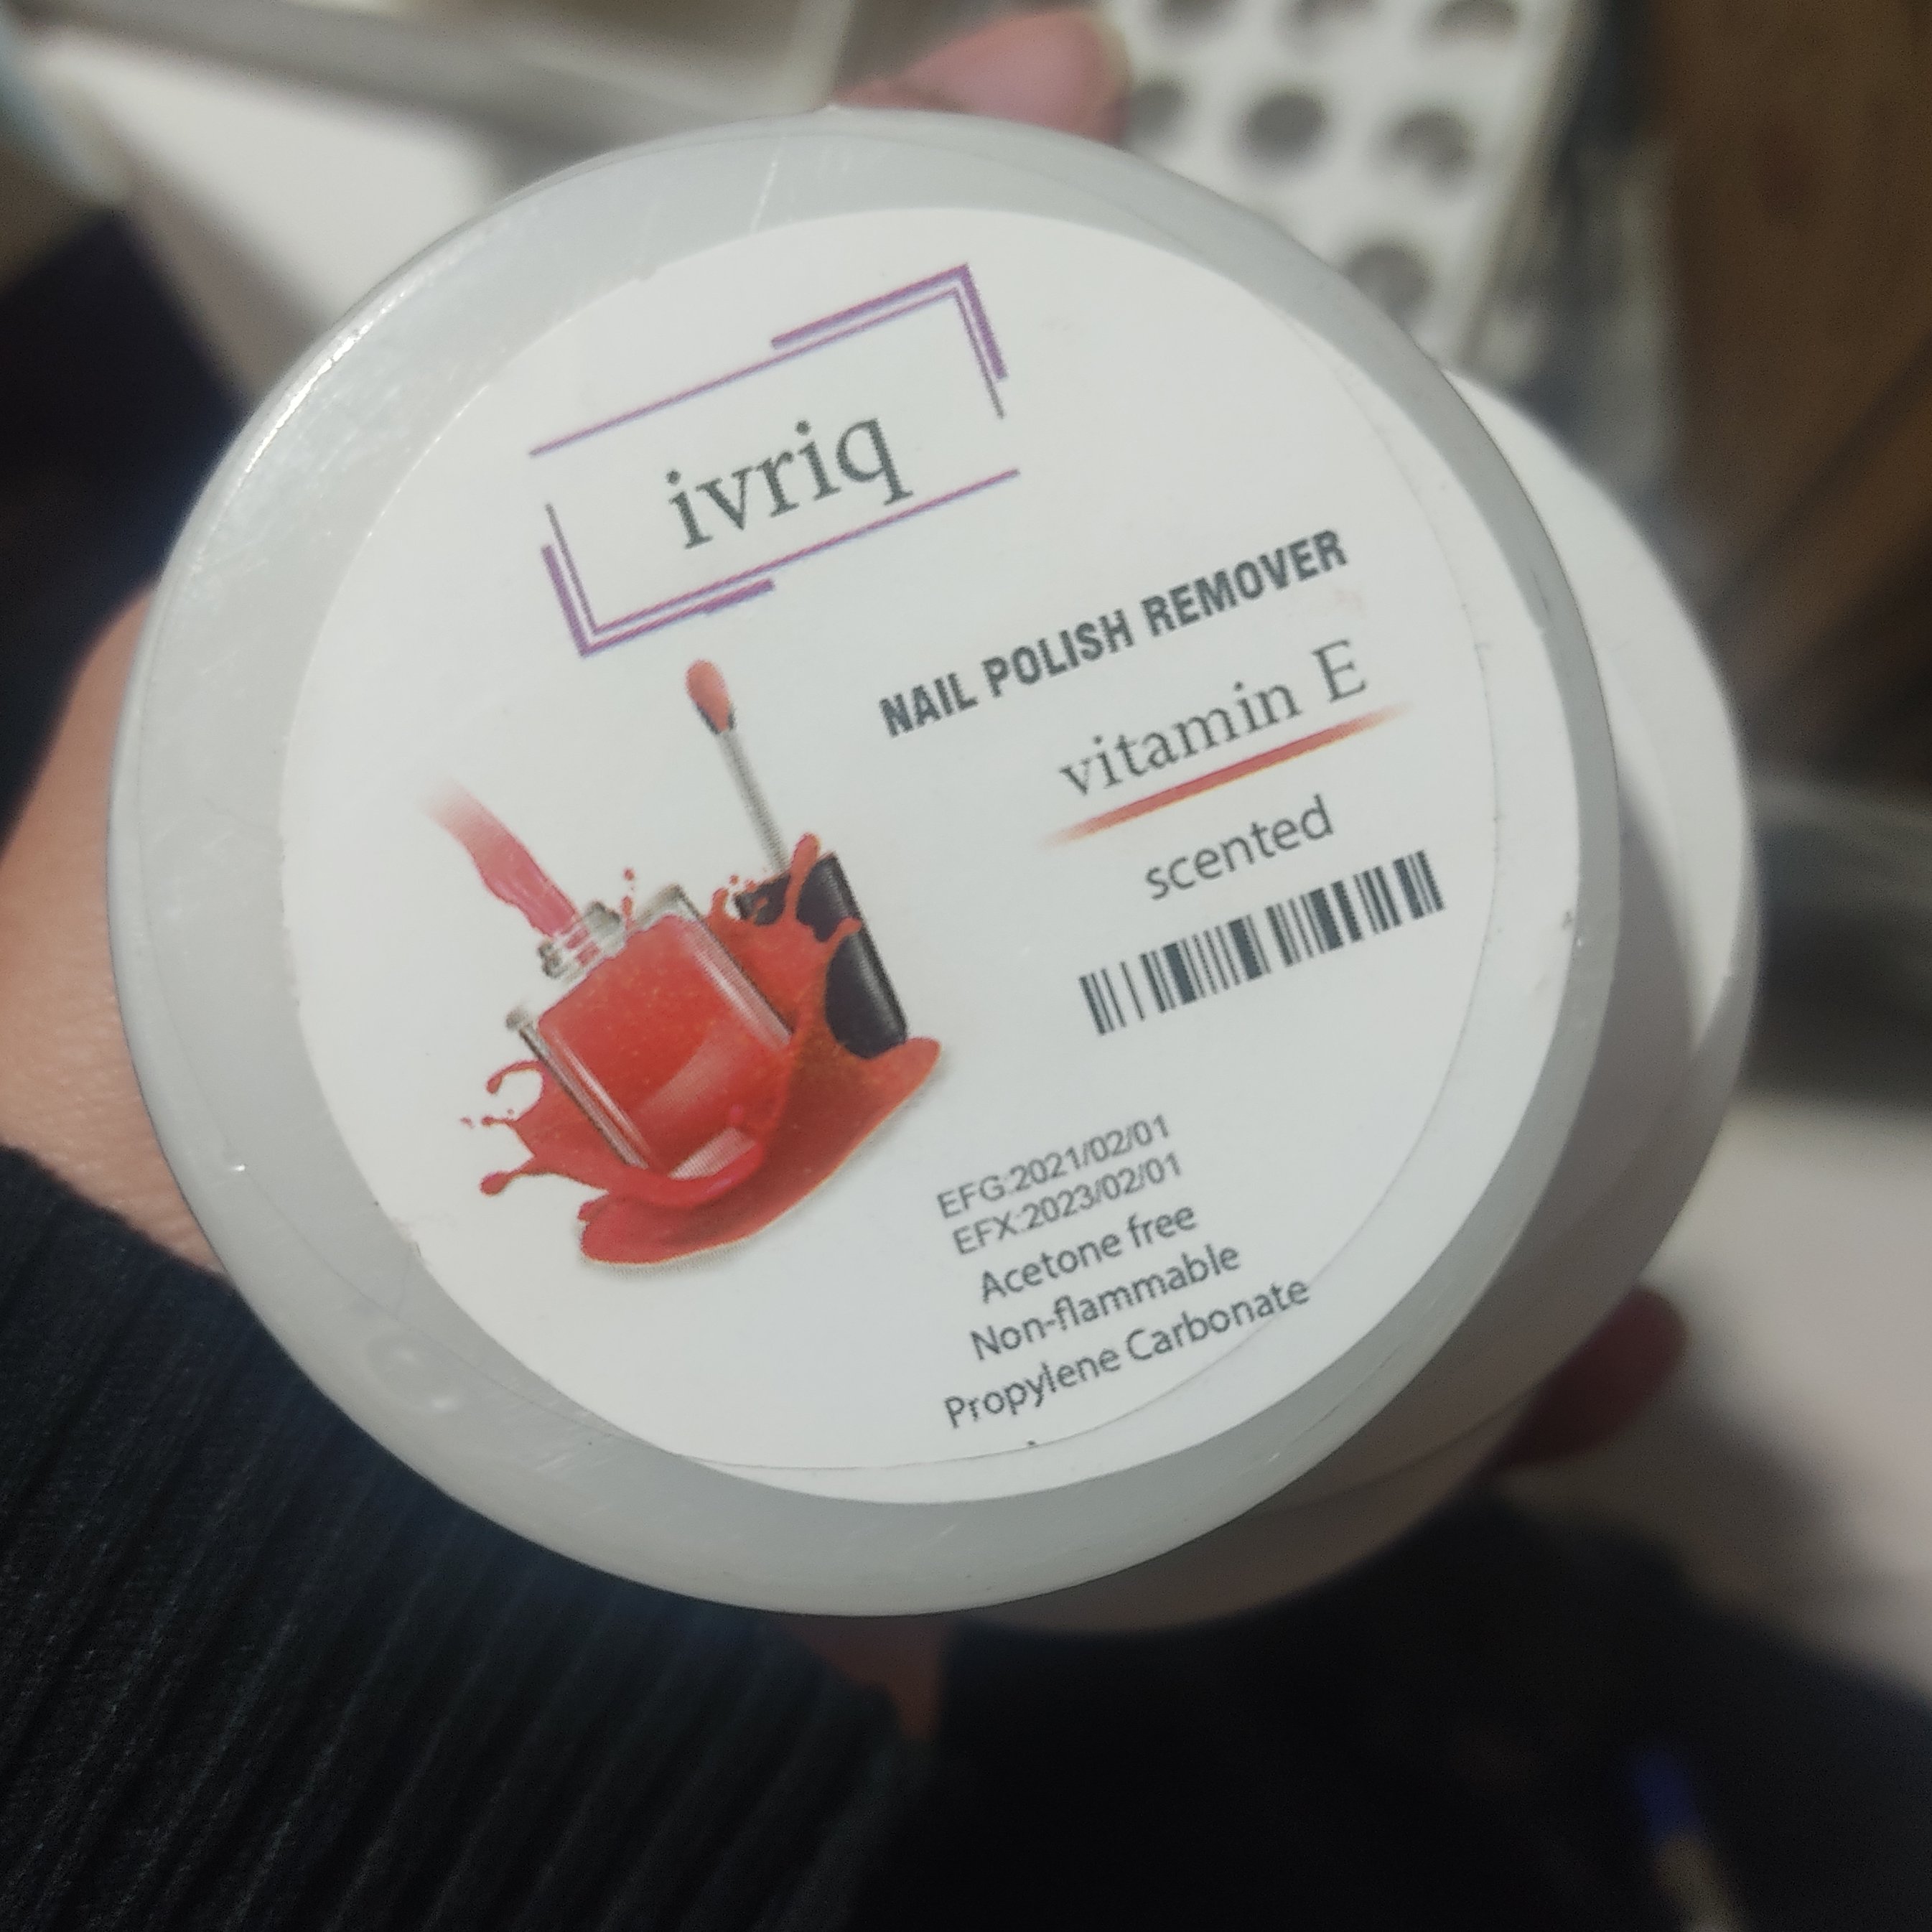 ivriq
NAIL POLISH REMOVER
vitamin E
scented
EFG:2021/02/01
EFX:2023/02/01
Acetone free
Non-flammable
Propylene Carbonate